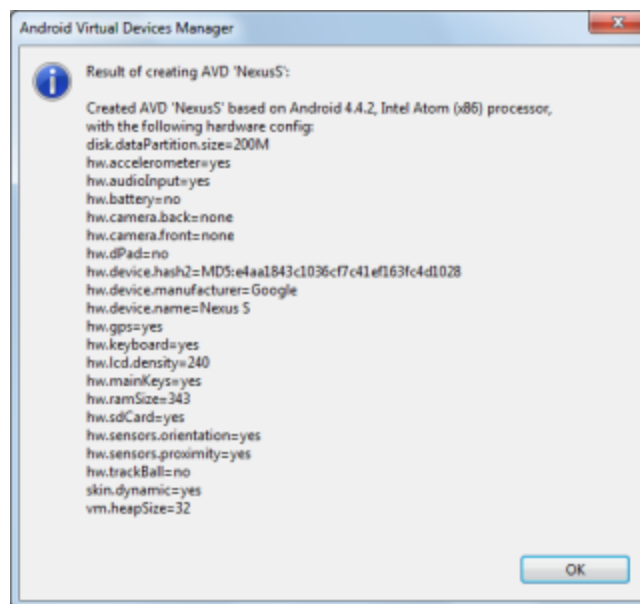 Android Virtual Devices Manager
Result of creating AVD 'NexusS':
Created AVD 'NexusS' based on Android 4.4.2, Intel Atom (x86) processor,
with the following hardware config:
disk.dataPartition.size=200M
hw.accelerometer=yes
hw.audioInput=yes
hw.battery=no
hw.camera.back=none
hw.camera.front=none
hw.dPad=no
hw.device.hash2=MD5:e4aa1843c1036cf7c41ef163fc4d1028
hw.device.manufacturer=Google
hw.device.name=Nexus S
hw.gps=yes
hw.keyboard=yes
hw.lcd.density=240
hw.mainKeys=yes
hw.ramSize=343
hw.sdCard=yes
hw.sensors.orientation=yes
hw.sensors.proximity=yes
hw.trackBall=no
skin.dynamic=yes
vm.heapSize=32
OK